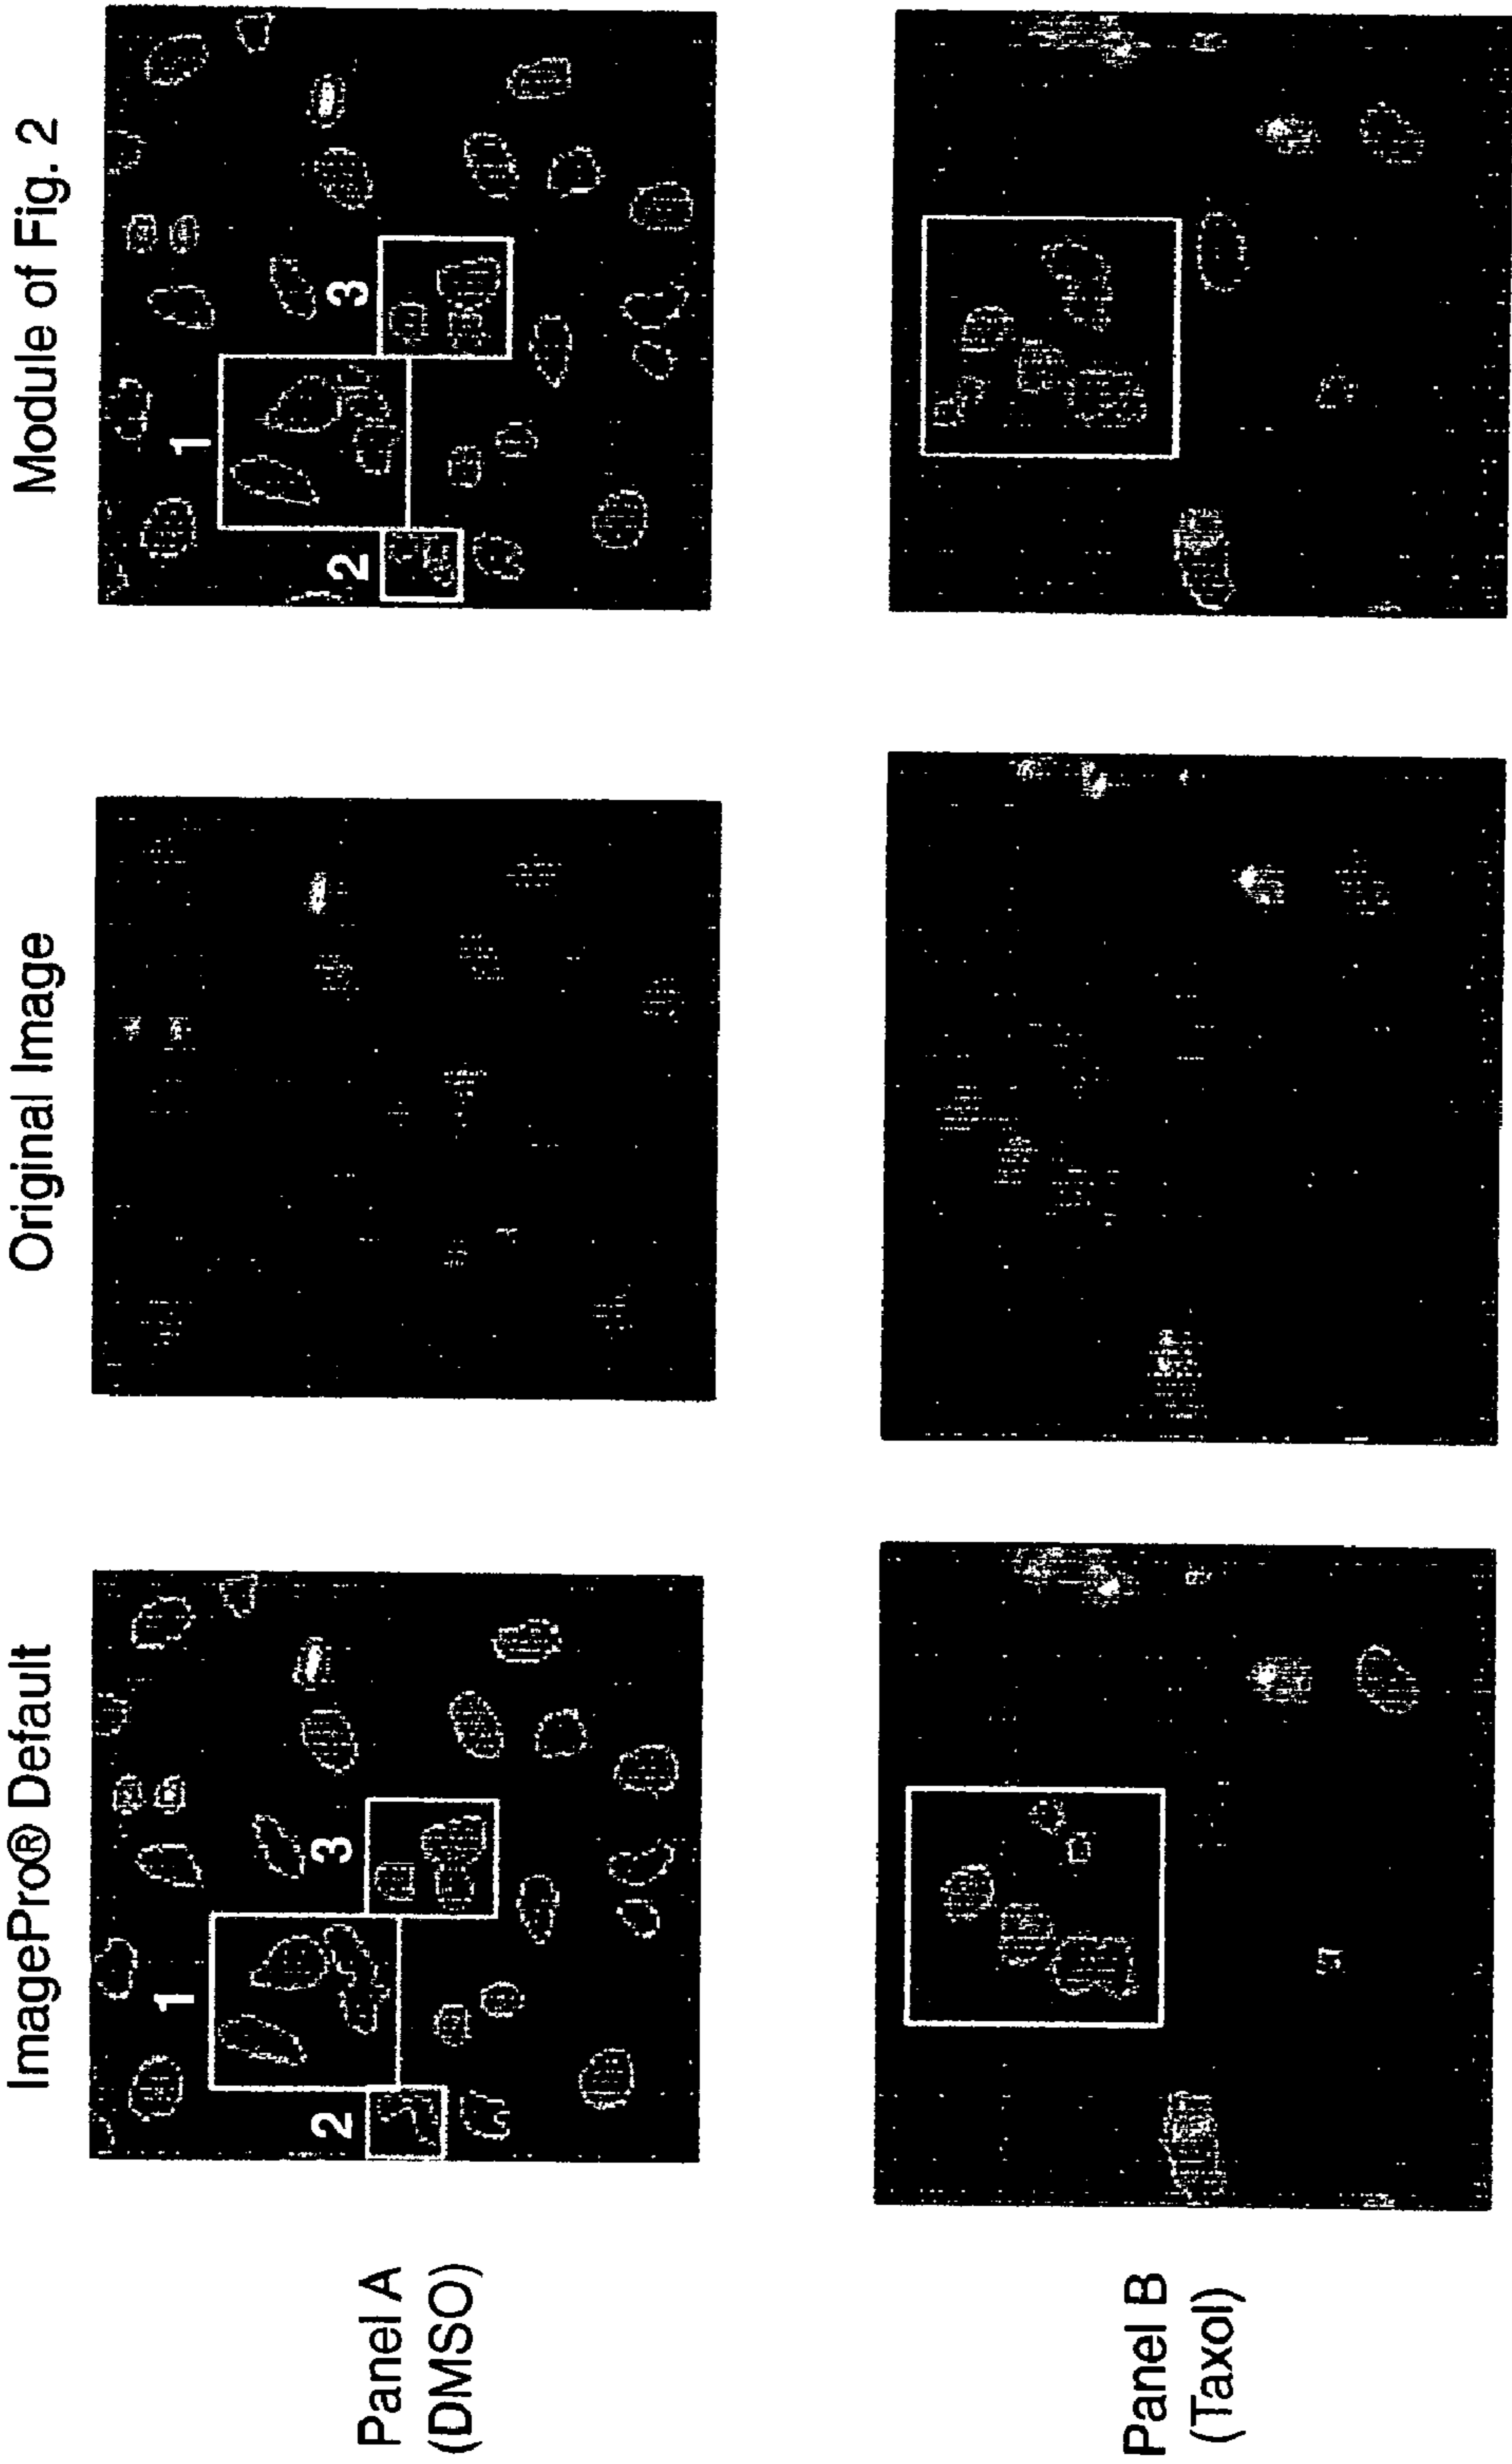 ImagePro® Default
Original Image
Module of Fig. 2
Panel A
(DMSO)
1
2
3
1
2
3
Panel B
(Taxol)